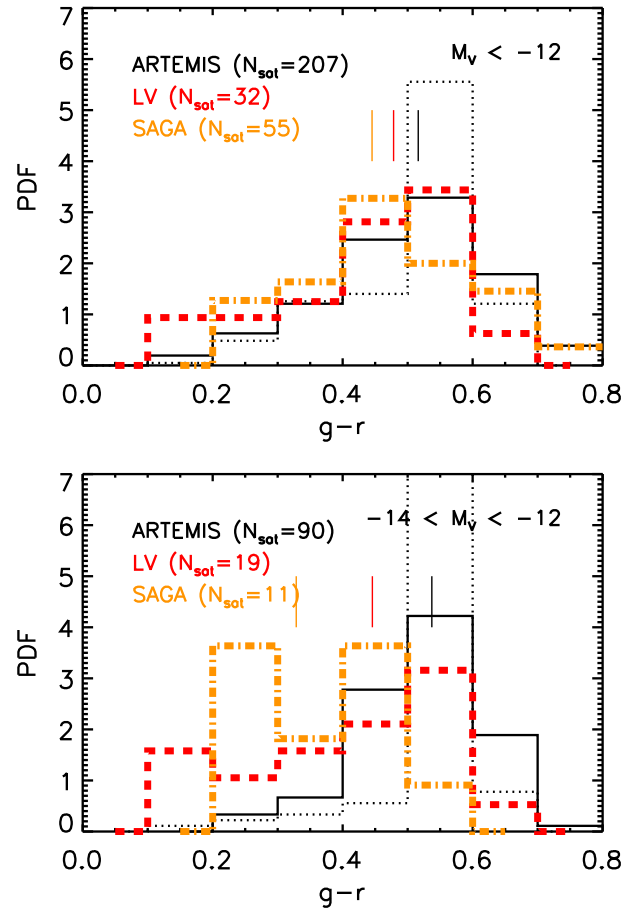 7
6
5
4
3
2
1
0
PDF
M_V < −12
ARTEMIS (N_sat=207)
LV (N_sat=32)
SAGA (N_sat=55)
0.0 0.2 0.4 0.6 0.8
g−r
7
6
5
4
3
2
1
0
PDF
−14 < M_V < −12
ARTEMIS (N_sat=90)
LV (N_sat=19)
SAGA (N_sat=11)
0.0 0.2 0.4 0.6 0.8
g−r